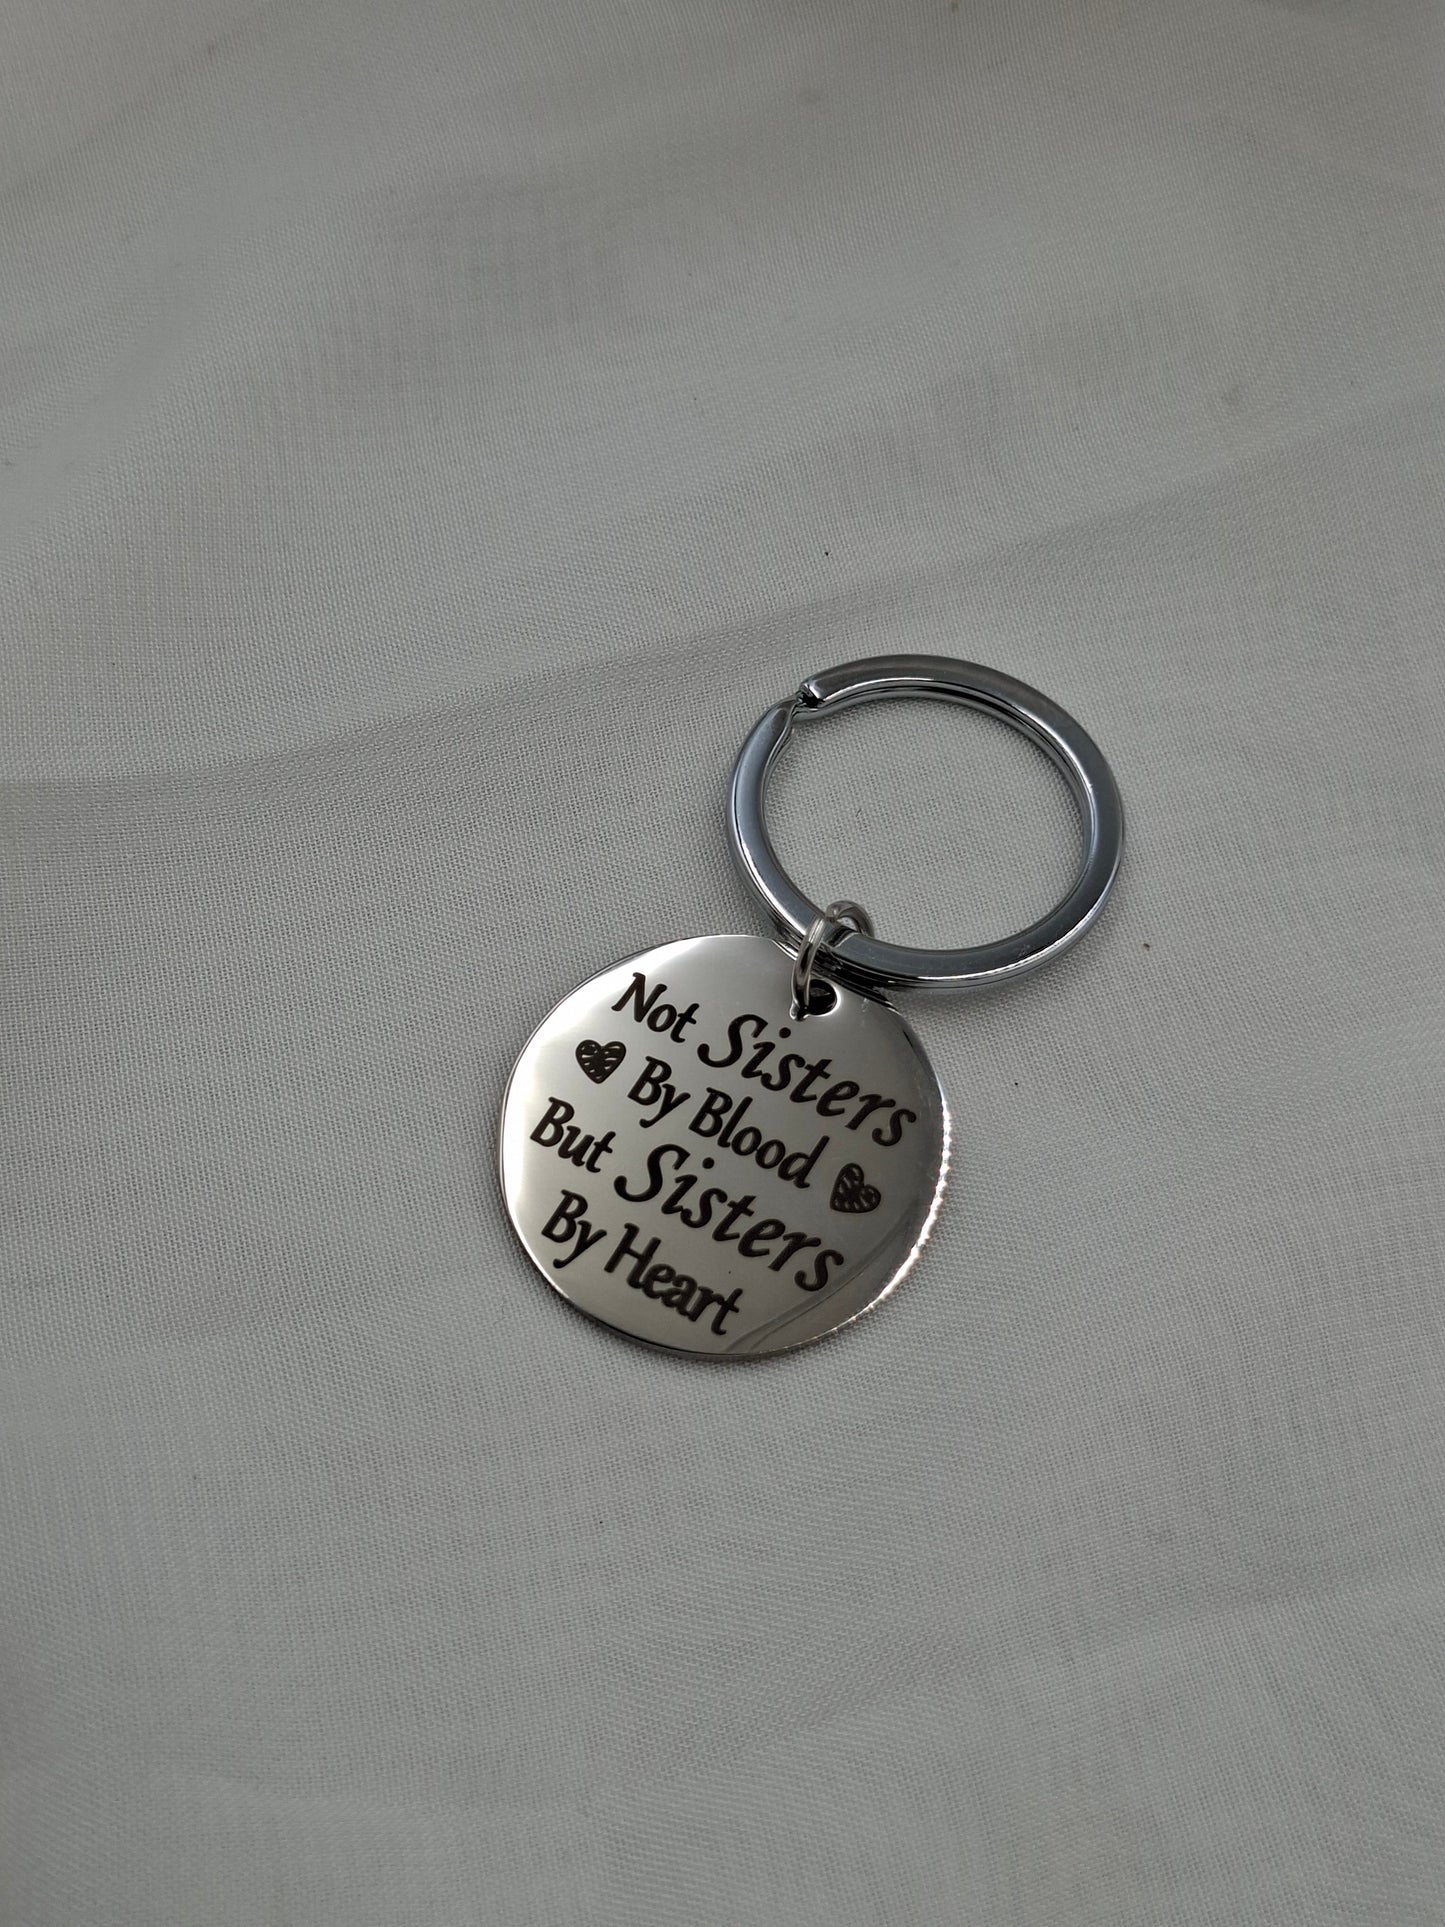 Not Sisters
By Blood
But Sisters
By Heart